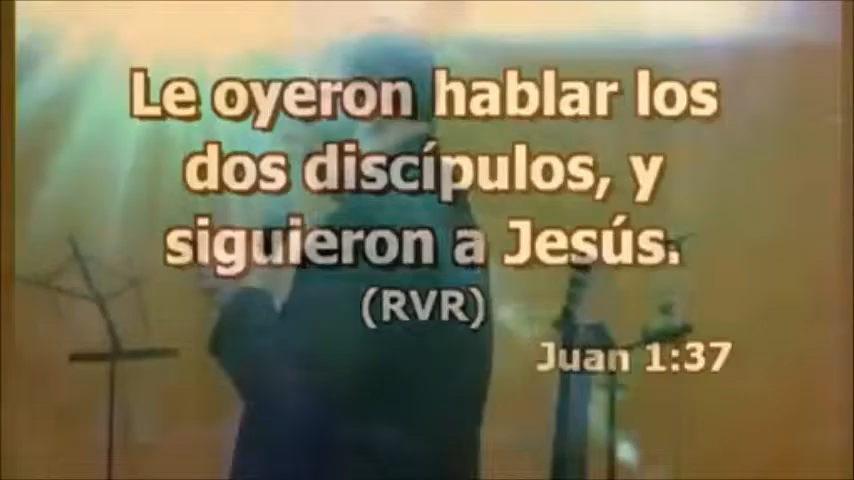 Le oyeron hablar los
dos discípulos, y
siguieron a Jesús.
(RVR)
Juan 1:37